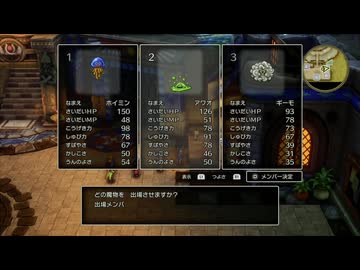 1
なまえ ホイミン
さいだいHP 150
さいだいMP 48
こうげき力 98
しゅび力 78
すばやさ 67
かしこさ 50
うんのよさ 54
2
なまえ アワオ
さいだいHP 126
さいだいMP 51
こうげき力 78
しゅび力 91
すばやさ 71
かしこさ 46
うんのよさ 50
3
なまえ ギーモ
さいだいHP 93
さいだいMP 78
こうげき力 73
しゅび力 67
すばやさ 39
かしこさ 31
うんのよさ 35
表示 つよさ メンバー決定
どの魔物を 出場させますか?
出場メンバ